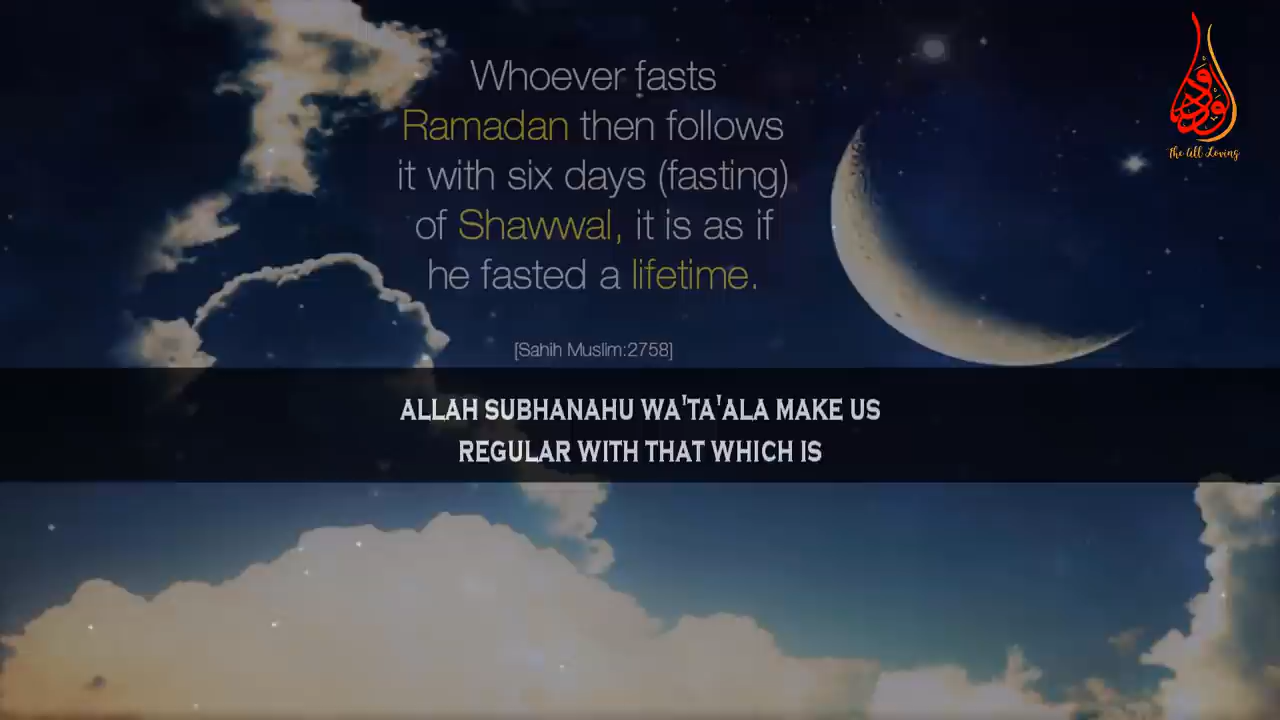 Whoever fasts
Ramadan then follows
it with six days (fasting)
of Shawwal, it is as if
he fasted a lifetime.
[Sahih Muslim:2758]
ALLAH SUBHANAHU WA'TA'ALA MAKE US
REGULAR WITH THAT WHICH IS
The All Loving